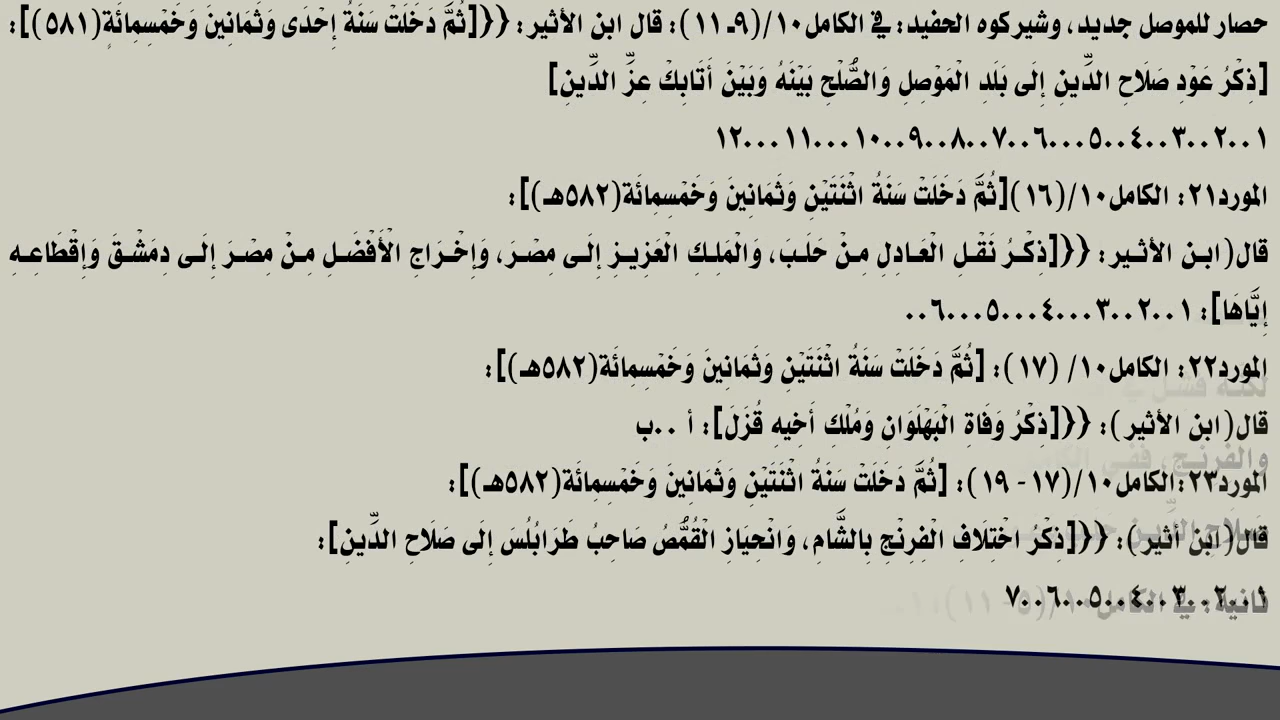 حصار للموصل جديد، وشيركوه الحفيد: في الكامل١٠/(٩ـ ١١): قال ابن الأثير: {{[ثُمَّ دَخَلَتْ سَنَةُ إِحْدَى وَثَمَانِينَ وَخَمْسِمِائَةٍ(٥٨١)]:
[ذِكْرُ عَوْدِ صَلَاحِ الدِّينِ إِلَى بَلَدِ الْمَوْصِلِ وَالصُّلْحِ بَيْنَهُ وَبَيْنَ أَتَابِكْ عِزِّ الدِّينِ]
١..٢..٣..٤..٥...٦..٧..٨..٩..١٠...١١...١٢
المورد٢١: الكامل١٠/(١٦)[ثُمَّ دَخَلَتْ سَنَةُ اثْنَتَيْنِ وَثَمَانِينَ وَخَمْسِمِائَة(٥٨٢هـ)]:
قال(ابن الأثير: {{[ذِكْرُ نَقْلِ الْعَادِلِ مِنْ حَلَبَ، وَالْمَلِكِ الْعَزِيزِ إِلَى مِصْرَ، وَإِخْرَاجِ الْأَفْضَلِ مِنْ مِصْرَ إِلَى دِمَشْقَ وَإِقْطَاعِهِ
إِيَّاهَا]: ١..٢..٣...٤...٥...٦..
المورد٢٢: الكامل١٠/ (١٧): [ثُمَّ دَخَلَتْ سَنَةُ اثْنَتَيْنِ وَثَمَانِينَ وَخَمْسِمِائَة(٥٨٢هـ)]:
قال(ابن الأثير): {{[ذِكْرُ وَفَاةِ الْبَهْلَوَانِ وَمُلْكِ أَخِيهِ قُزَلَ]: أ ..ب
المورد٢٣:الكامل١٠/(١٧- ١٩): [ثُمَّ دَخَلَتْ سَنَةُ اثْنَتَيْنِ وَثَمَانِينَ وَخَمْسِمِائَة(٥٨٢هـ)]:
قال(ابن أثير): {{[ذِكْرُ اخْتِلَافِ الْفِرِنْجِ بِالشَّامِ، وَانْحِيَازِ الْقُمَّصُ صَاحِبُ طَرَابُلُسَ إِلَى صَلَاحِ الدِّينِ]:
١..٢..٣..٤..٥..٦..٧